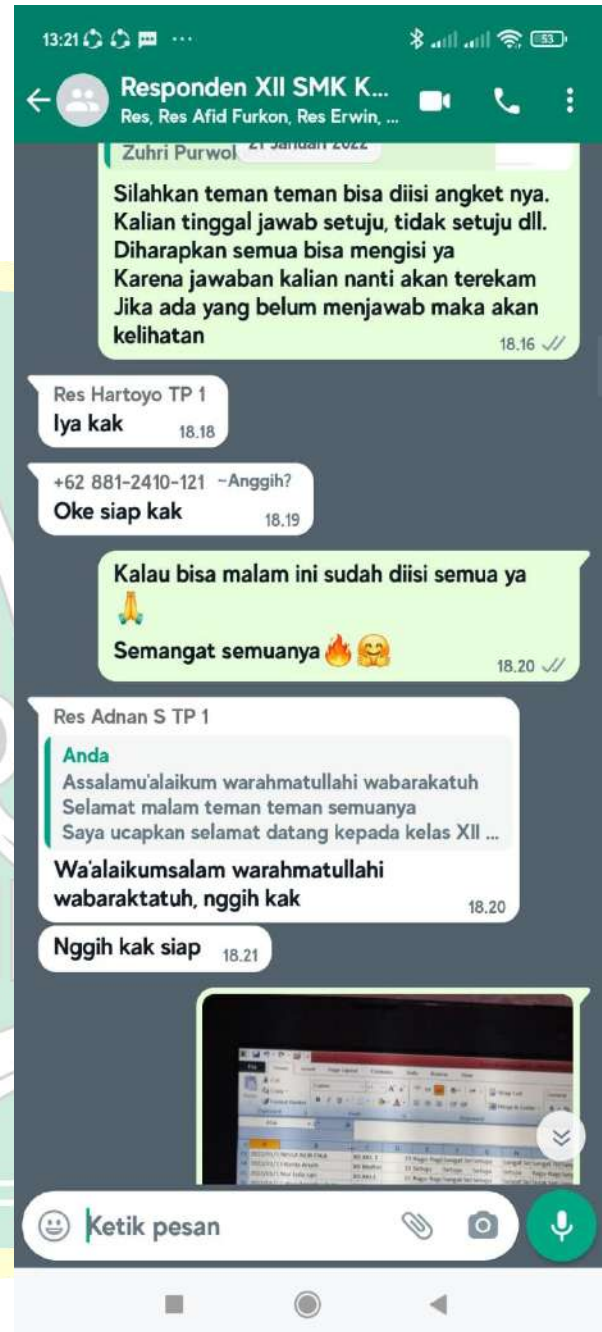 13:21
53
Responden XII SMK K...
Res, Res Afid Furkon, Res Erwin, ...
Zuhri Purwol
21 Januari 2022
Silahkan teman teman bisa diisi angket nya.
Kalian tinggal jawab setuju, tidak setuju dll.
Diharapkan semua bisa mengisi ya
Karena jawaban kalian nanti akan terekam
Jika ada yang belum menjawab maka akan
kelihatan
18.16
Res Hartoyo TP 1
Iya kak
18.18
+62 881-2410-121 ~Anggih?
Oke siap kak
18.19
Kalau bisa malam ini sudah diisi semua ya
🙏
Semangat semuanya🔥🤗
18.20
Res Adnan S TP 1
Anda
Assalamu'alaikum warahmatullahi wabarakatuh
Selamat malam teman teman semuanya
Saya ucapkan selamat datang kepada kelas XII ...
Wa'alaikumsalam warahmatullahi
wabaraktatuh, nggih kak
18.20
Nggih kak siap
18.21
Ketik pesan